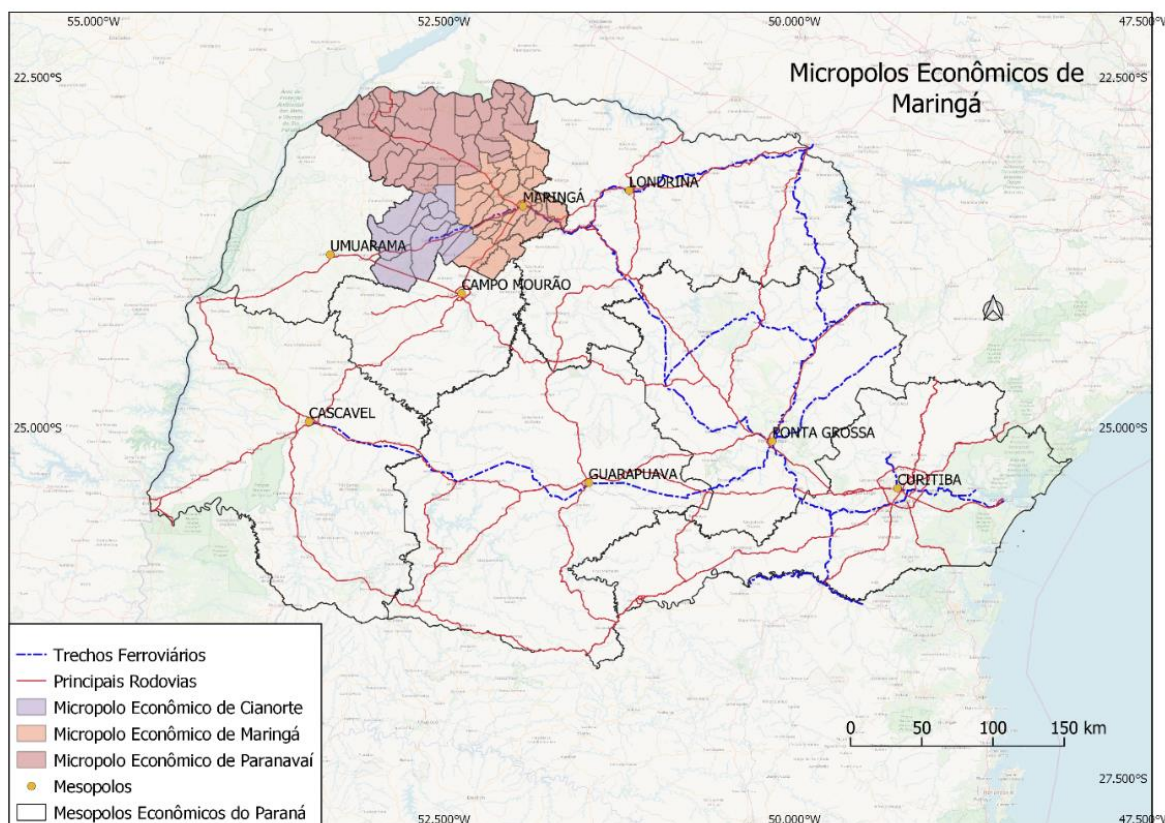 55.000°W
52.500°W
50.000°W
47.500°W
22.500°S
22.500°S
Micropolos Econômicos de
Maringá
LONDRINA
MARINGÁ
UMUARAMA
CAMPO MOURÃO
CASCAVEL
25.000°S
25.000°S
PONTA GROSSA
GUARAPUAVA
CURITIBA
Trechos Ferroviários
Principais Rodovias
Micropolo Econômico de Cianorte
Micropolo Econômico de Maringá
Micropolo Econômico de Paranavaí
Mesopolos
Mesopolos Econômicos do Paraná
0 50 100 150 km
27.500°S
52.500°W
50.000°W
47.500°W